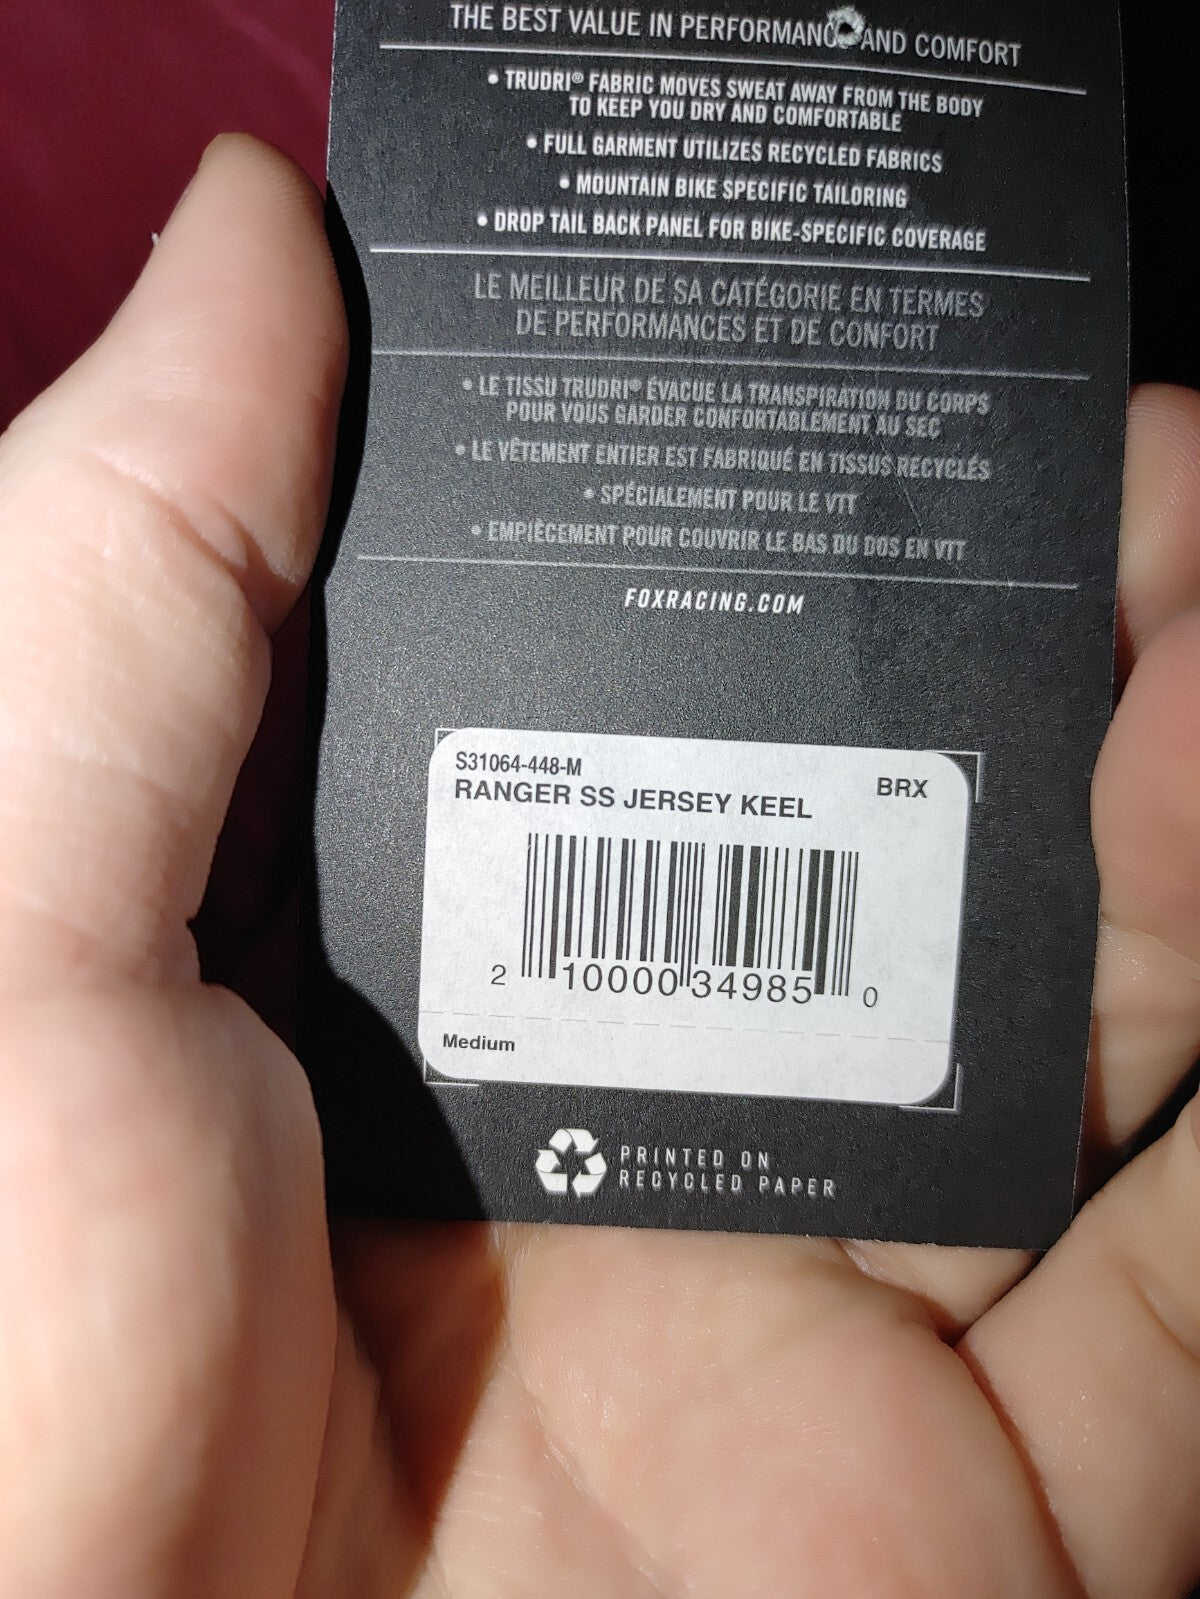 THE BEST VALUE IN PERFORMANCE AND COMFORT
• TRUDRI® FABRIC MOVES SWEAT AWAY FROM THE BODY
TO KEEP YOU DRY AND COMFORTABLE
• FULL GARMENT UTILIZES RECYCLED FABRICS
• MOUNTAIN BIKE SPECIFIC TAILORING
• DROP TAIL BACK PANEL FOR BIKE-SPECIFIC COVERAGE
LE MEILLEUR DE SA CATÉGORIE EN TERMES
DE PERFORMANCES ET DE CONFORT
• LE TISSU TRUDRI® ÉVACUE LA TRANSPIRATION DU CORPS
POUR VOUS GARDER CONFORTABLEMENT AU SEC
• LE VÊTEMENT ENTIER EST FABRIQUÉ EN TISSUS RECYCLÉS
• SPÉCIALEMENT POUR LE VTT
• EMPIÈCEMENT POUR COUVRIR LE BAS DU DOS EN VTT
FOXRACING.COM
S31064-448-M
BRX
RANGER SS JERSEY KEEL
2 10000 34985 0
Medium
PRINTED ON
RECYCLED PAPER